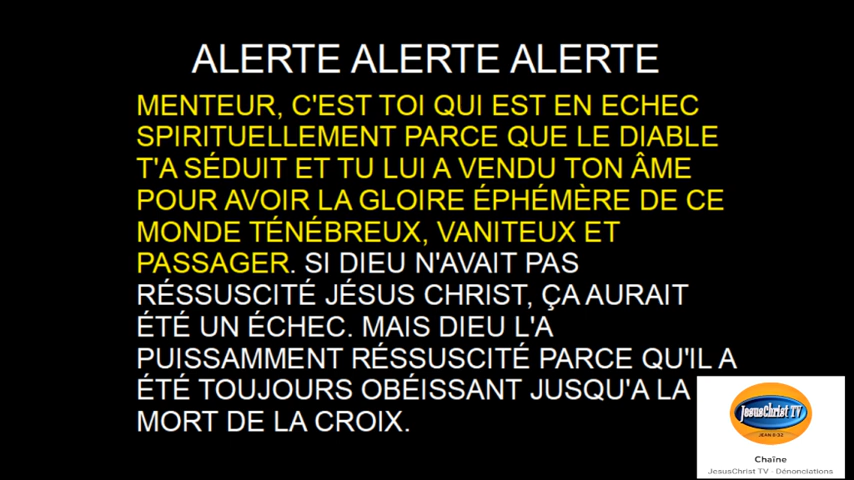 ALERTE ALERTE ALERTE
MENTEUR, C'EST TOI QUI EST EN ECHEC
SPIRITUELLEMENT PARCE QUE LE DIABLE
T'A SÉDUIT ET TU LUI A VENDU TON ÂME
POUR AVOIR LA GLOIRE ÉPHÉMÈRE DE CE
MONDE TÉNÉBREUX, VANITEUX ET
PASSAGER. SI DIEU N'AVAIT PAS
RÉSSUSCITÉ JÉSUS CHRIST, ÇA AURAIT
ÉTÉ UN ÉCHEC. MAIS DIEU L'A
PUISSAMMENT RÉSSUSCITÉ PARCE QU'IL A
ÉTÉ TOUJOURS OBÉISSANT JUSQU'A LA
MORT DE LA CROIX.
JesusChrist TV
JEAN 8:32
Chaîne
JesusChrist TV - Dénonciations